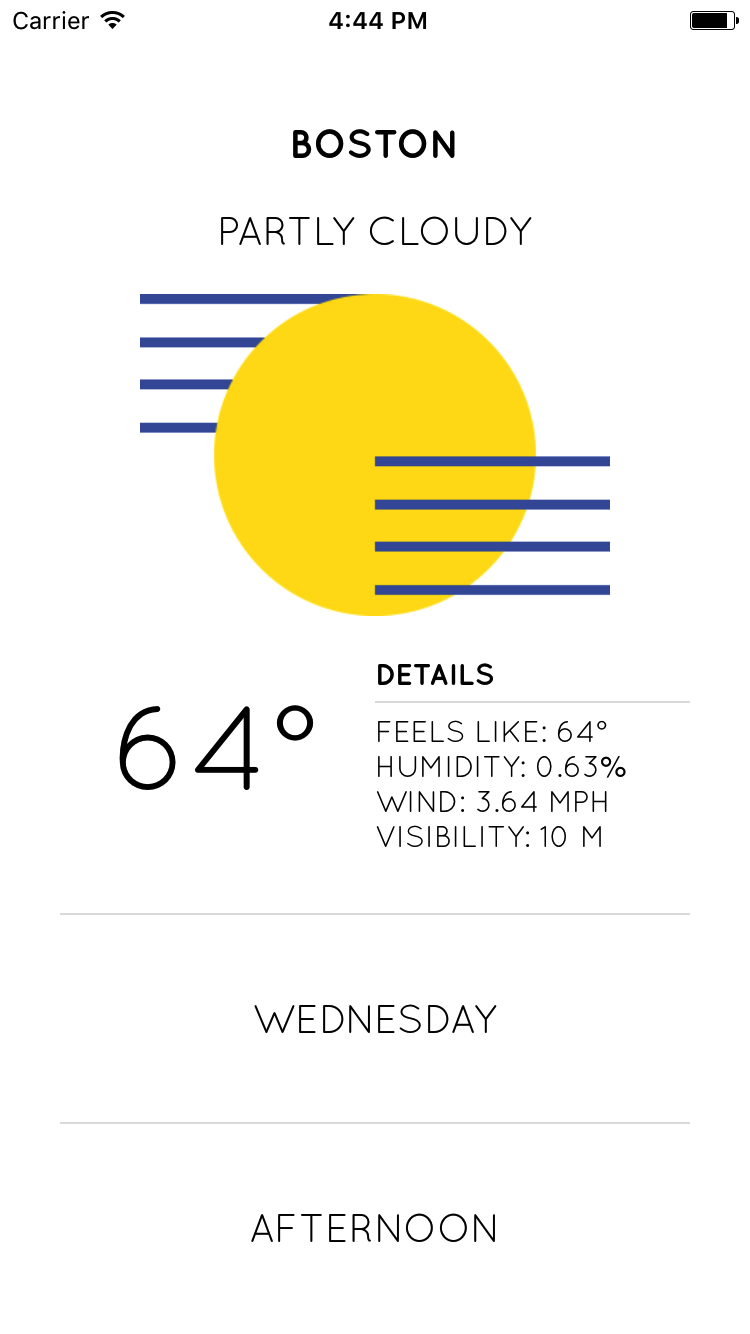 Carrier 4:44 PM
BOSTON
PARTLY CLOUDY
64°
DETAILS
FEELS LIKE: 64°
HUMIDITY: 0.63%
WIND: 3.64 MPH
VISIBILITY: 10 M
WEDNESDAY
AFTERNOON